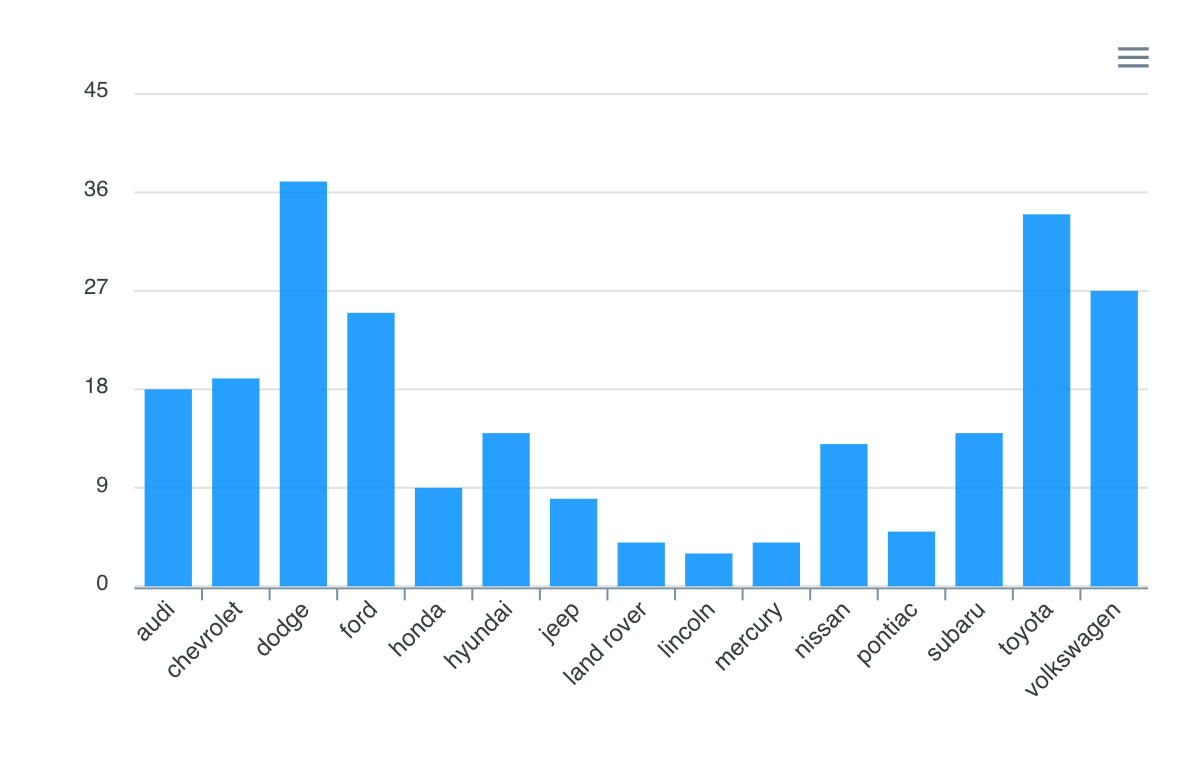 45
36
27
18
9
0
audi
chevrolet
dodge
ford
honda
hyundai
jeep
land rover
lincoln
mercury
nissan
pontiac
subaru
toyota
volkswagen